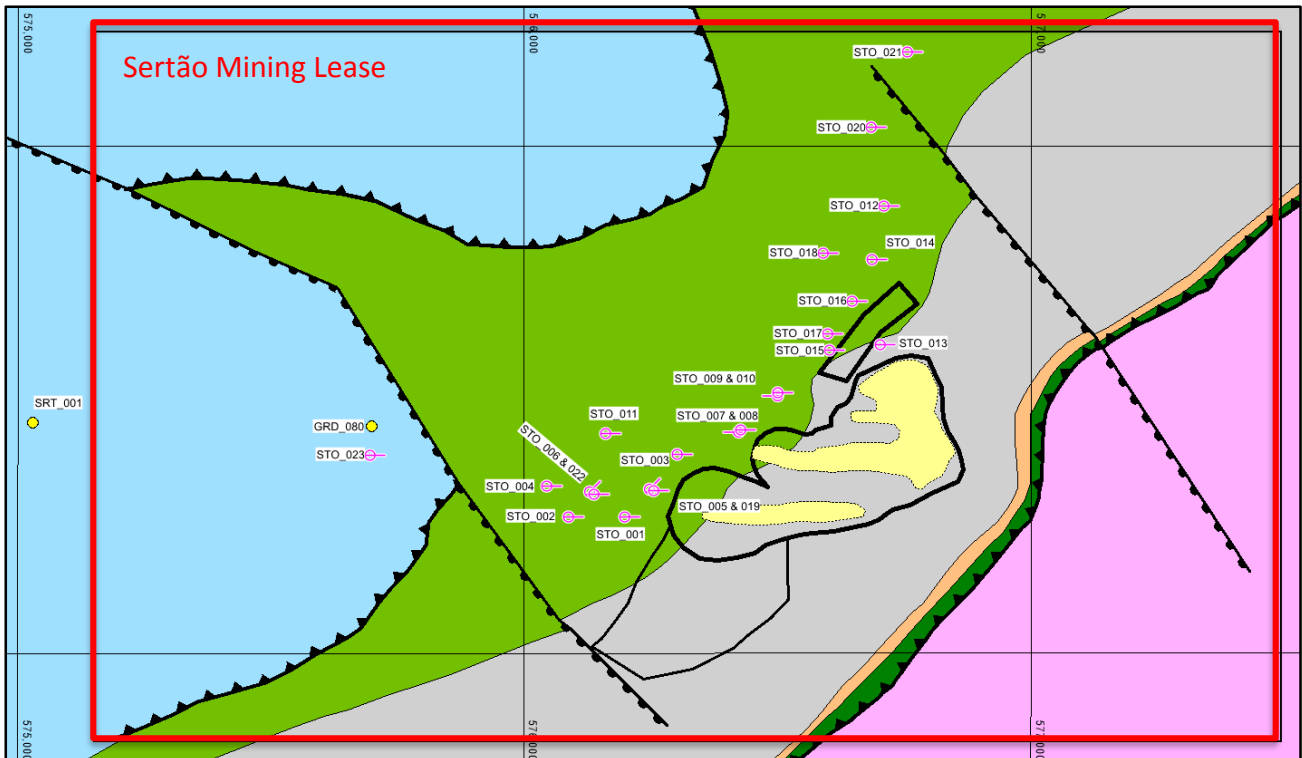 575,000
576,000
577,000
Sertão Mining Lease
STO_021
STO_020
STO_012
STO_014
STO_018
STO_016
STO_017
STO_015
STO_013
STO_009 & 010
SRT_001
STO_011
STO_007 & 008
GRD_080
STO_006 & 022
STO_023
STO_003
STO_004
STO_005 & 019
STO_002
STO_001
575,000
576,000
577,000